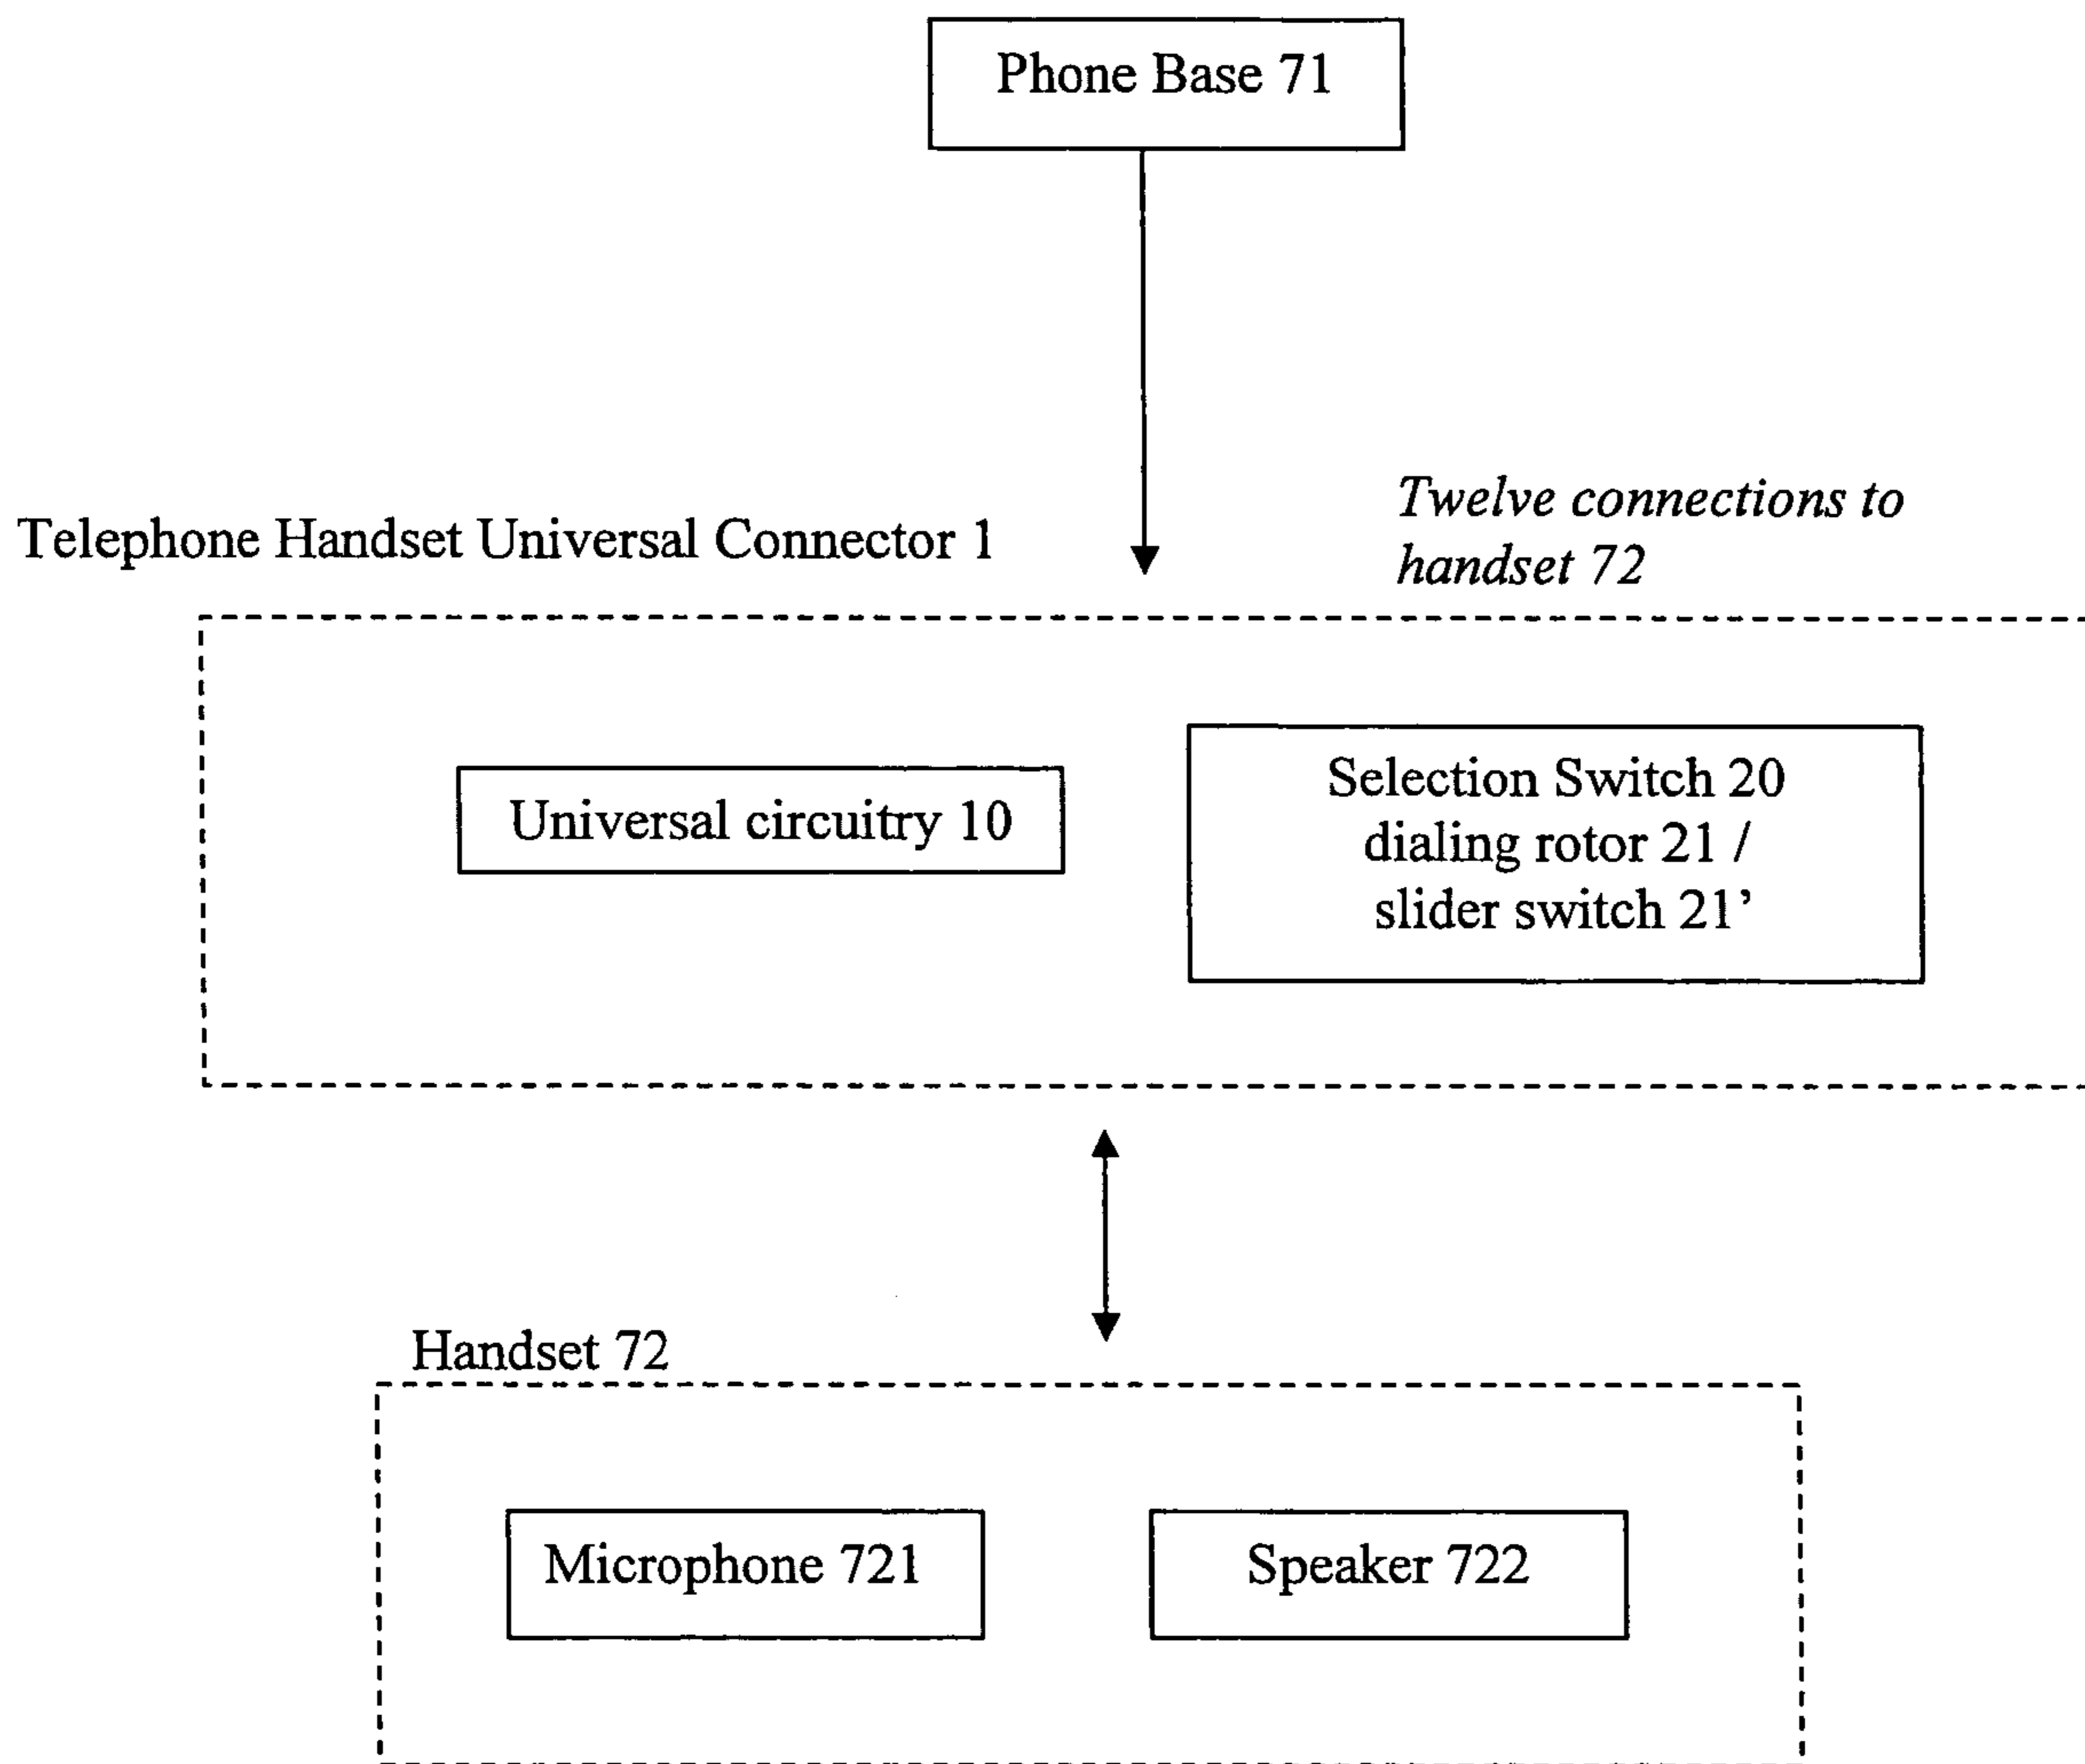 Phone Base 71
Twelve connections to
handset 72
Telephone Handset Universal Connector 1
Universal circuitry 10
Selection Switch 20
dialing rotor 21 /
slider switch 21’
Handset 72
Microphone 721
Speaker 722